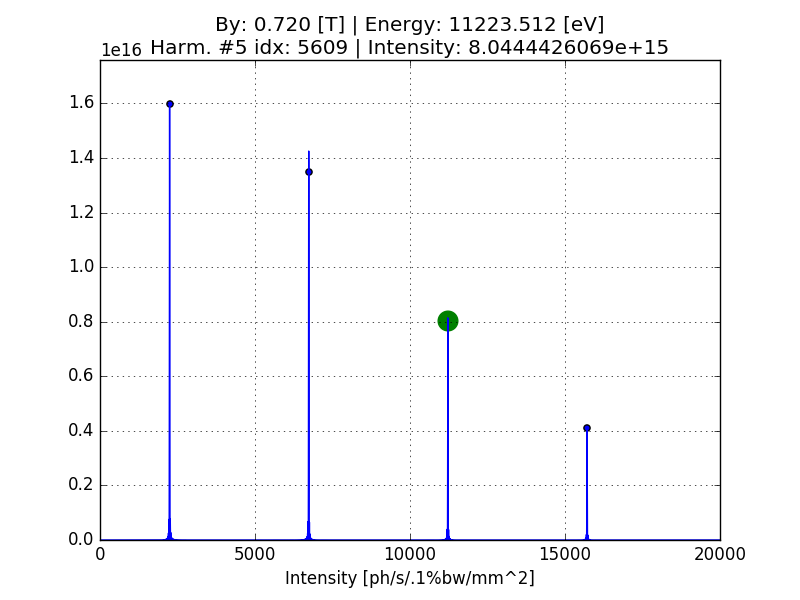 By: 0.720 [T] | Energy: 11223.512 [eV]
1e16 Harm. #5 idx: 5609 | Intensity: 8.0444426069e+15
1.6
1.4
1.2
1.0
0.8
0.6
0.4
0.2
0.0
0 5000 10000 15000 20000
Intensity [ph/s/.1%bw/mm^2]